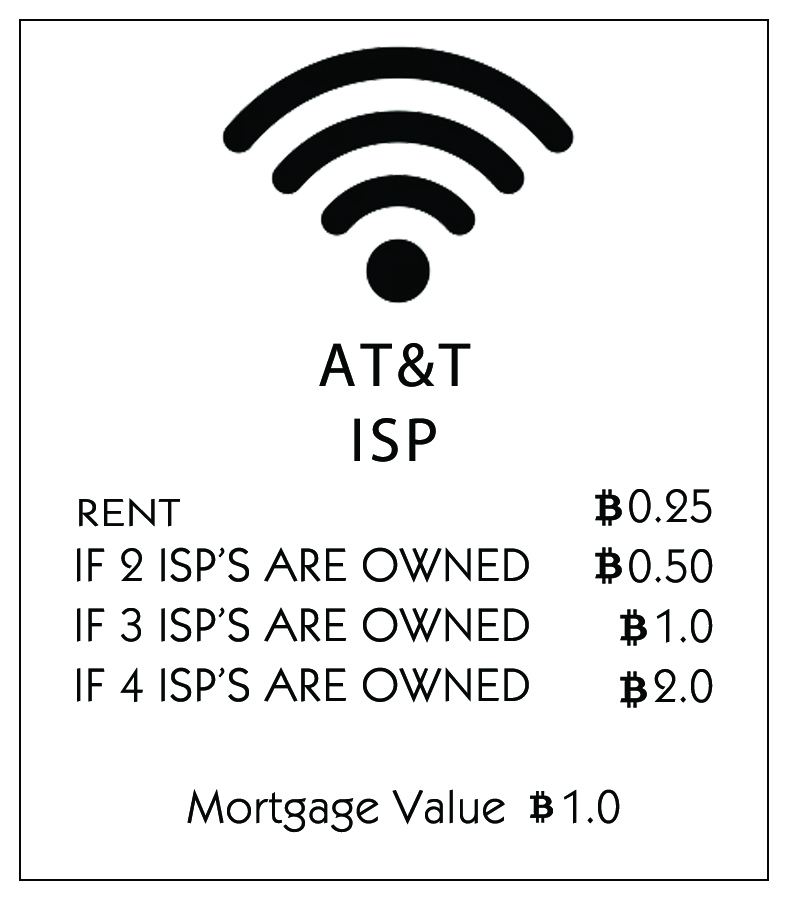 AT&T
ISP
RENT ₿0.25
IF 2 ISP’S ARE OWNED ₿0.50
IF 3 ISP’S ARE OWNED ₿1.0
IF 4 ISP’S ARE OWNED ₿2.0
Mortgage Value ₿1.0